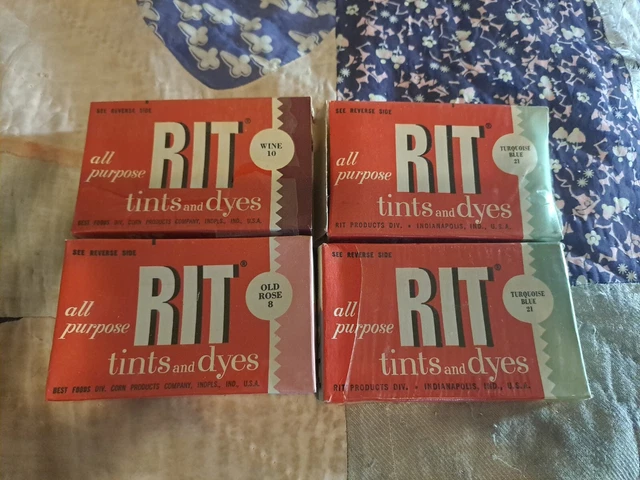 SEE REVERSE SIDE
RIT®
all
purpose
tints and dyes
WINE
10
BEST FOODS DIV. CORN PRODUCTS COMPANY, INDPLS., IND., U.S.A.
SEE REVERSE SIDE
RIT®
all
purpose
tints and dyes
TURQUOISE
BLUE
21
RIT PRODUCTS DIV. • INDIANAPOLIS, IND., U.S.A.
SEE REVERSE SIDE
RIT®
all
purpose
tints and dyes
OLD
ROSE
8
BEST FOODS DIV. CORN PRODUCTS COMPANY, INDPLS., IND., U.S.A.
SEE REVERSE SIDE
RIT®
all
purpose
tints and dyes
TURQUOISE
BLUE
21
RIT PRODUCTS DIV. • INDIANAPOLIS, IND., U.S.A.